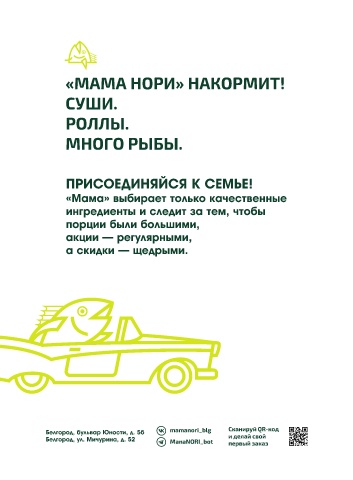 «МАМА НОРИ» НАКОРМИТ!
СУШИ.
РОЛЛЫ.
МНОГО РЫБЫ.
ПРИСОЕДИНЯЙСЯ К СЕМЬЕ!
«Мама» выбирает только качественные
ингредиенты и следит за тем, чтобы
порции были большими,
акции — регулярными,
а скидки — щедрыми.
Белгород, бульвар Юности, д. 5б
Белгород, ул. Мичурина, д. 52
mamanori_blg
ManaNORI_bot
Сканируй QR-код
и делай свой
первый заказ